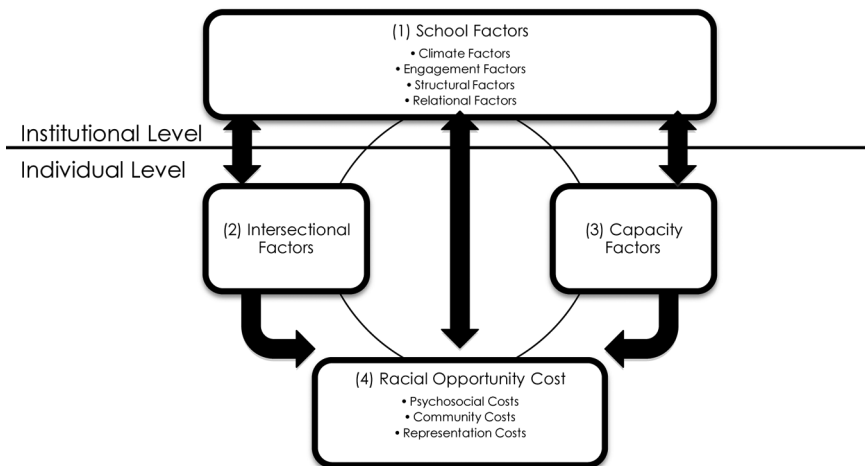 (1) School Factors
• Climate Factors
• Engagement Factors
• Structural Factors
• Relational Factors
Institutional Level
Individual Level
(2) Intersectional
Factors
(3) Capacity
Factors
(4) Racial Opportunity Cost
• Psychosocial Costs
• Community Costs
• Representation Costs